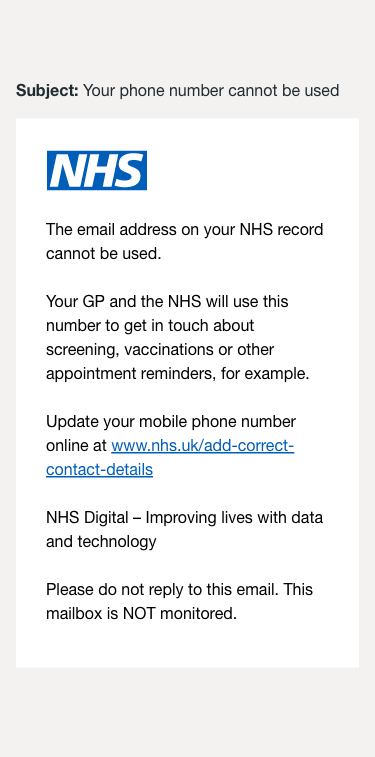 Subject: Your phone number cannot be used
NHS
The email address on your NHS record
cannot be used.
Your GP and the NHS will use this
number to get in touch about
screening, vaccinations or other
appointment reminders, for example.
Update your mobile phone number
online at www.nhs.uk/add-correct-
contact-details
NHS Digital – Improving lives with data
and technology
Please do not reply to this email. This
mailbox is NOT monitored.